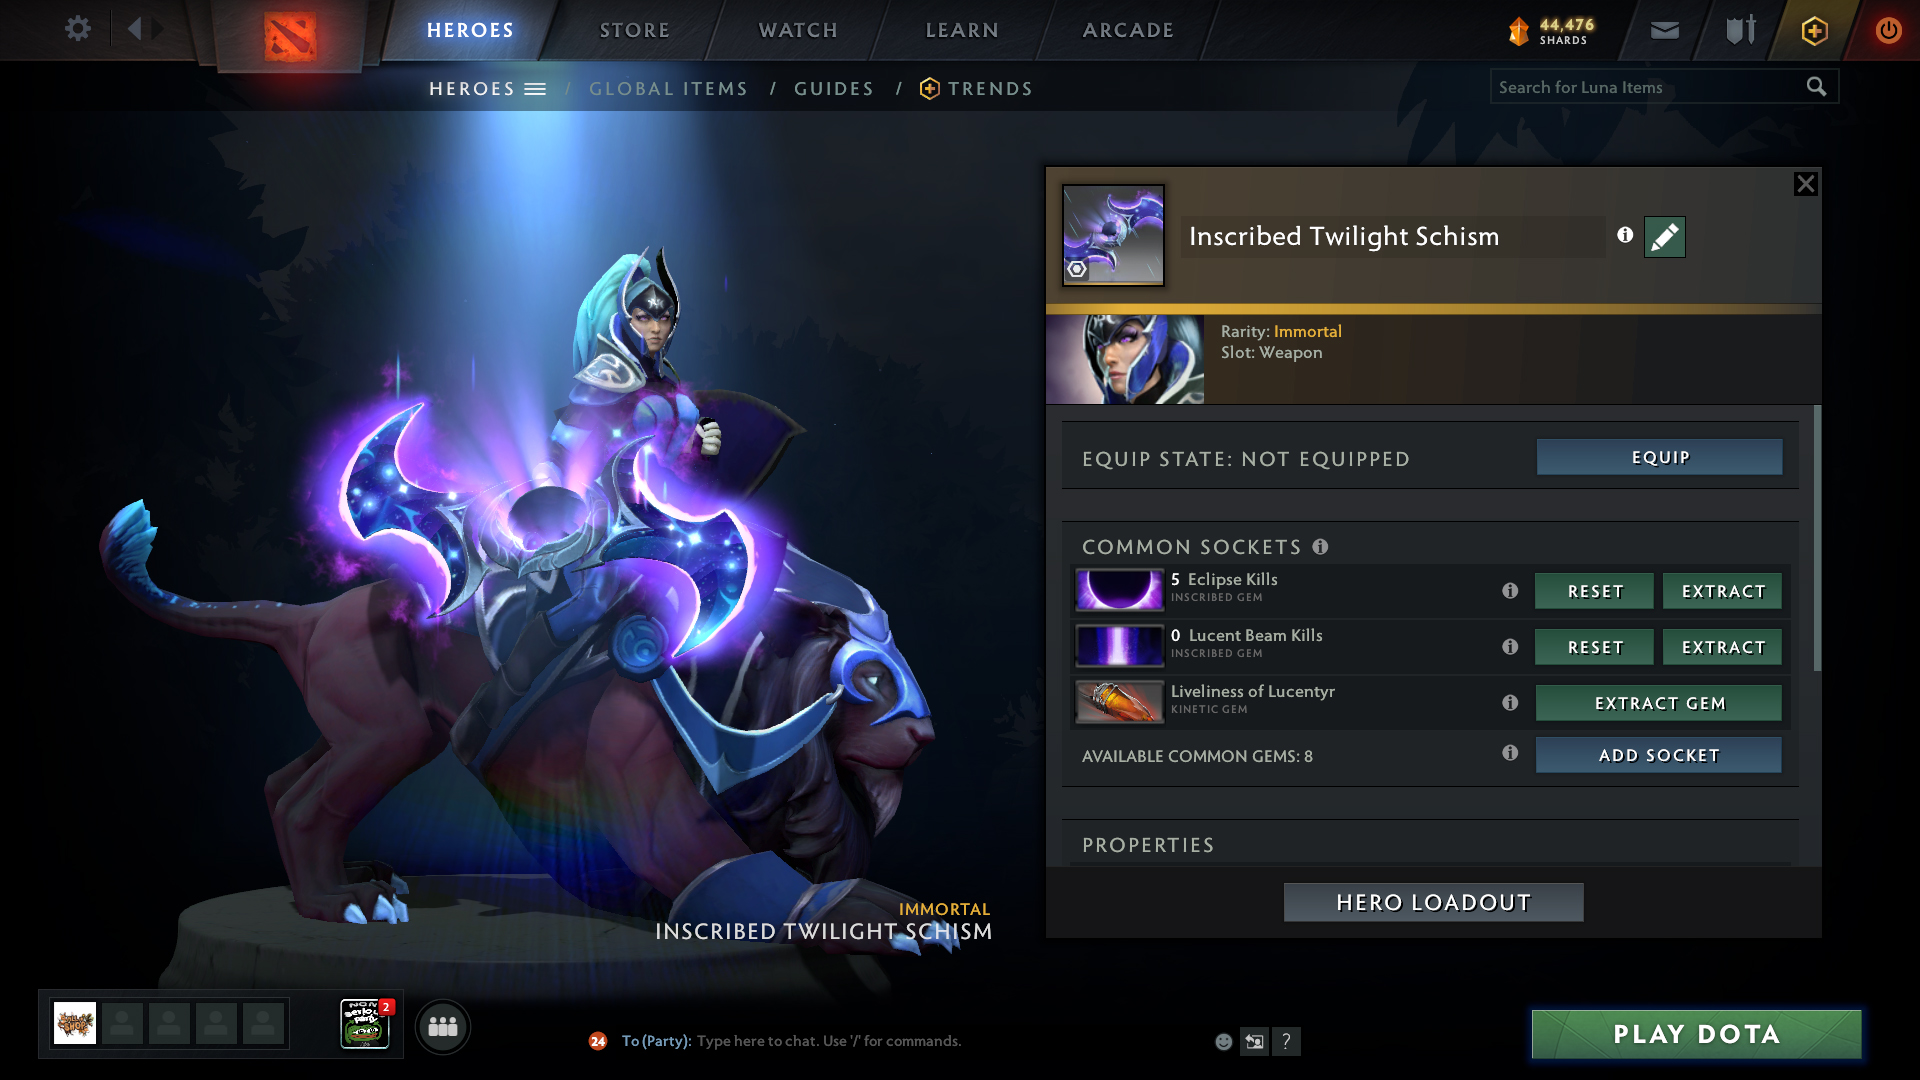 HEROES
STORE
WATCH
LEARN
ARCADE
44,476
SHARDS
HEROES / GLOBAL ITEMS / GUIDES / TRENDS
Search for Luna Items
Inscribed Twilight Schism
Rarity: Immortal
Slot: Weapon
EQUIP STATE: NOT EQUIPPED
EQUIP
COMMON SOCKETS
5 Eclipse Kills
INSCRIBED GEM
RESET
EXTRACT
0 Lucent Beam Kills
INSCRIBED GEM
RESET
EXTRACT
Liveliness of Lucentyr
KINETIC GEM
EXTRACT GEM
AVAILABLE COMMON GEMS: 8
ADD SOCKET
PROPERTIES
HERO LOADOUT
IMMORTAL
INSCRIBED TWILIGHT SCHISM
2
24
To (Party): Type here to chat. Use '/' for commands.
?
PLAY DOTA